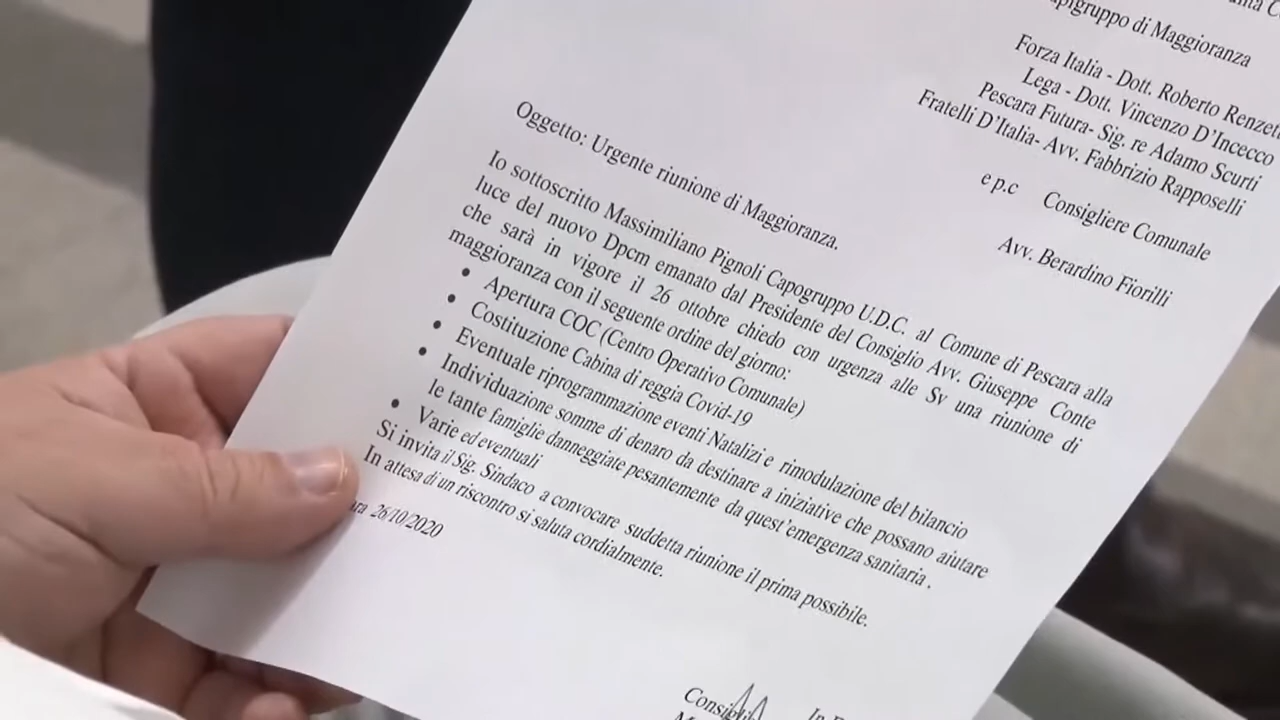 di Maggioranza
Forza Italia - Dott. Roberto
Lega - Dott. Vincenzo D'Incecco
Pescara Futura- Sig. re Adamo Scurti
Fratelli D'Italia- Avv. Fabbrizio Rapposelli
e p.c Consigliere Comunale
Avv. Berardino Fiorilli
Oggetto: Urgente riunione di Maggioranza.
Io sottoscritto Massimiliano Pignoli Capogruppo U.D.C. al Comune di Pescara alla
luce del nuovo Dpcm emanato dal Presidente del Consiglio Avv. Giuseppe Conte
che sarà in vigore il 26 ottobre chiedo con urgenza alle Sv una riunione di
maggioranza con il seguente ordine del giorno:
• Apertura COC (Centro Operativo Comunale)
• Costituzione Cabina di reggia Covid-19
• Eventuale riprogrammazione eventi Natalizi e rimodulazione del bilancio
• Individuazione somme di denaro da destinare a iniziative che possano aiutare
le tante famiglie danneggiate pesantemente da quest'emergenza sanitaria .
• Varie ed eventuali
Si invita il Sig. Sindaco a convocare suddetta riunione il prima possibile.
In attesa di un riscontro si saluta cordialmente.
26/10/2020